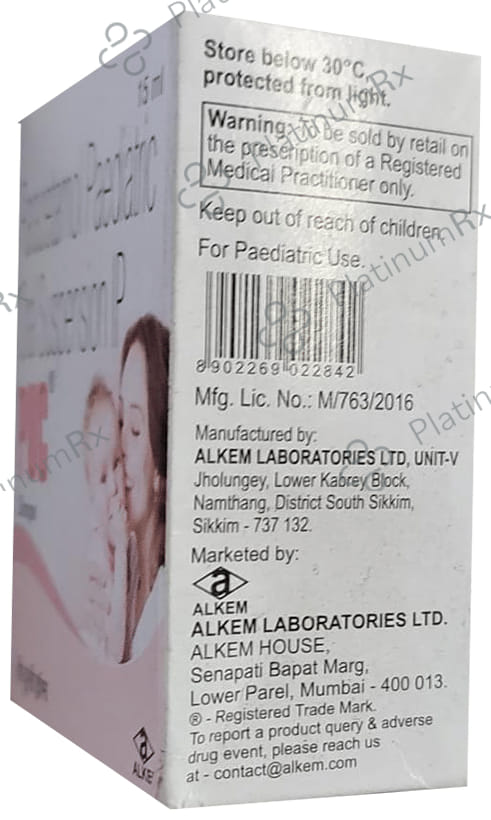 Store below 30°C,
protected from light.
Warning: to be sold by retail on
the prescription of a Registered
Medical Practitioner only.
Keep out of reach of children.
For Paediatric Use.
8 902269 022842
Mfg. Lic. No.: M/763/2016
Manufactured by:
ALKEM LABORATORIES LTD, UNIT-V
Jholungey, Lower Kabrey Block,
Namthang, District South Sikkim,
Sikkim - 737 132.
Marketed by:
a
ALKEM
ALKEM LABORATORIES LTD.
ALKEM HOUSE,
Senapati Bapat Marg,
Lower Parel, Mumbai - 400 013.
® - Registered Trade Mark.
To report a product query & adverse
drug event, please reach us
at - contact@alkem.com
15 ml
Paediatric
P
a
ALKEM
PlatinumRx
PlatinumRx
PlatinumRx